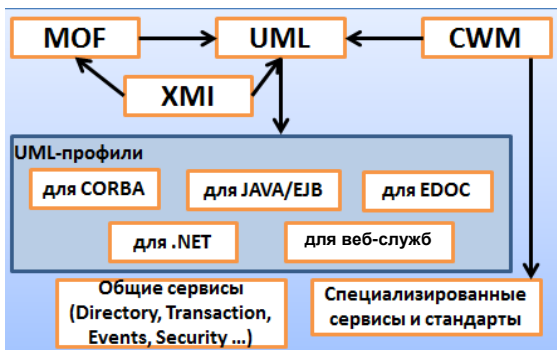 MOF
UML
CWM
XMI
UML-профили
для CORBA
для JAVA/EJB
для EDOC
для .NET
для веб-служб
Общие сервисы
(Directory, Transaction,
Events, Security ...)
Специализированные
сервисы и стандарты